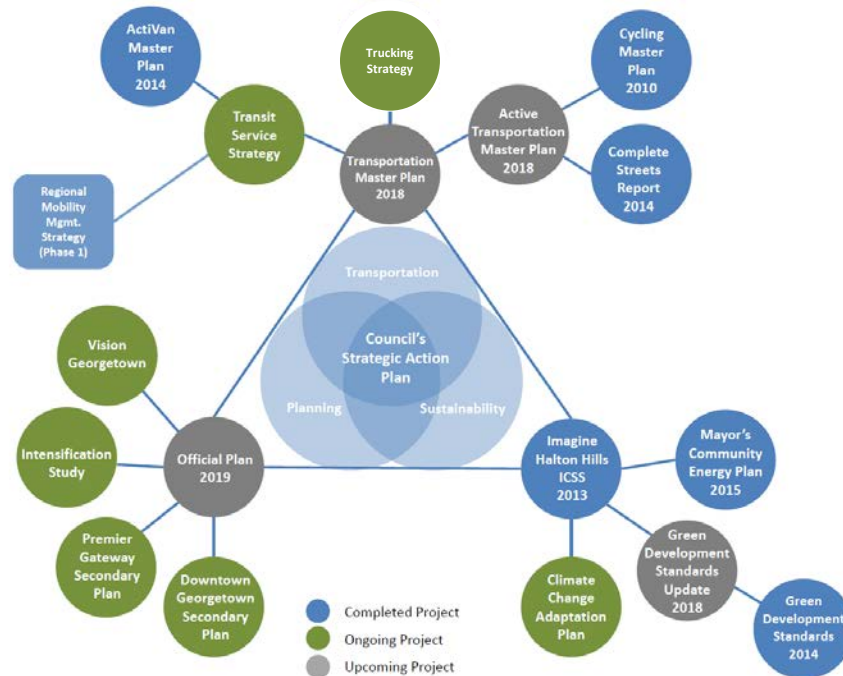 ActiVan
Master
Plan
2014
Trucking
Strategy
Cycling
Master
Plan
2010
Transit
Service
Strategy
Transportation
Master Plan
2018
Active
Transportation
Master Plan
2018
Complete
Streets
Report
2014
Regional
Mobility
Mgmt.
Strategy
(Phase 1)
Transportation
Council's
Strategic Action
Plan
Planning
Sustainability
Vision
Georgetown
Intensification
Study
Official Plan
2019
Premier
Gateway
Secondary
Plan
Downtown
Georgetown
Secondary
Plan
Imagine
Halton Hills
ICSS
2013
Mayor's
Community
Energy Plan
2015
Climate
Change
Adaptation
Plan
Green
Development
Standards
Update
2018
Green
Development
Standards
2014
Completed Project
Ongoing Project
Upcoming Project